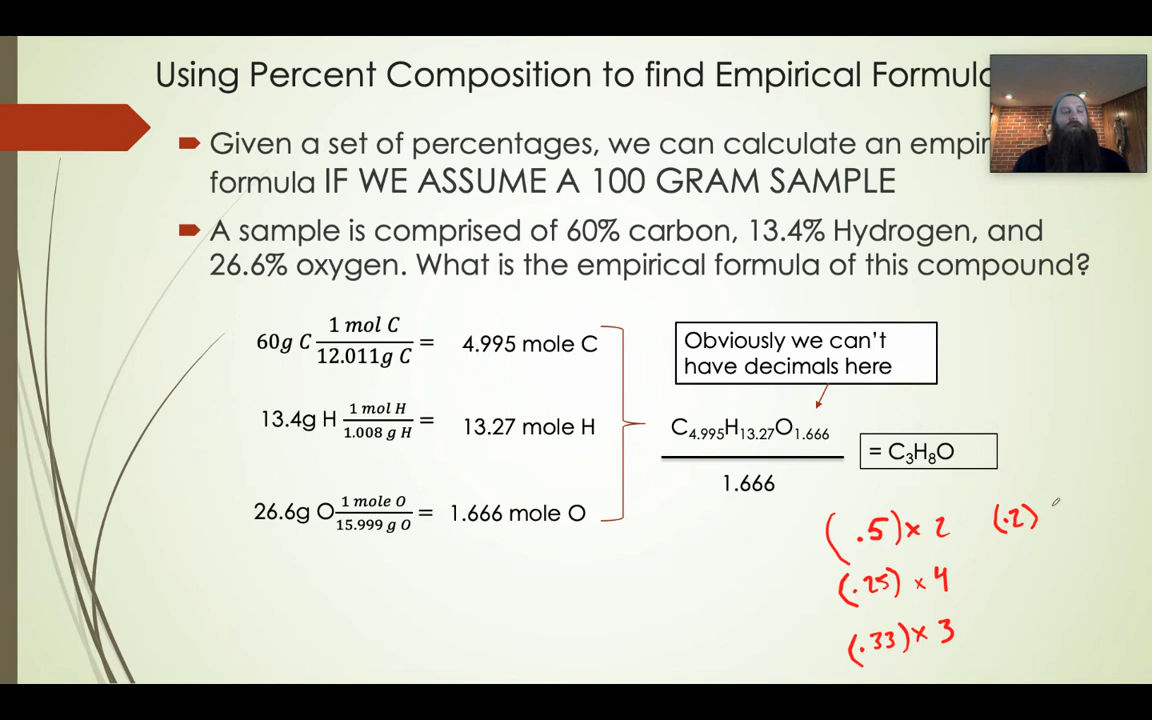 Using Percent Composition to find Empirical Formula
Given a set of percentages, we can calculate an empir
formula IF WE ASSUME A 100 GRAM SAMPLE
A sample is comprised of 60% carbon, 13.4% Hydrogen, and
26.6% oxygen. What is the empirical formula of this compound?
60g C 1 mol C / 12.011g C = 4.995 mole C
13.4g H 1 mol H / 1.008 g H = 13.27 mole H
26.6g O 1 mole O / 15.999 g O = 1.666 mole O
Obviously we can't
have decimals here
C₄.₉₉₅H₁₃.₂₇O₁.₆₆₆
1.666
= C₃H₈O
(.5) × 2 (.2)
(.25) × 4
(.33) × 3